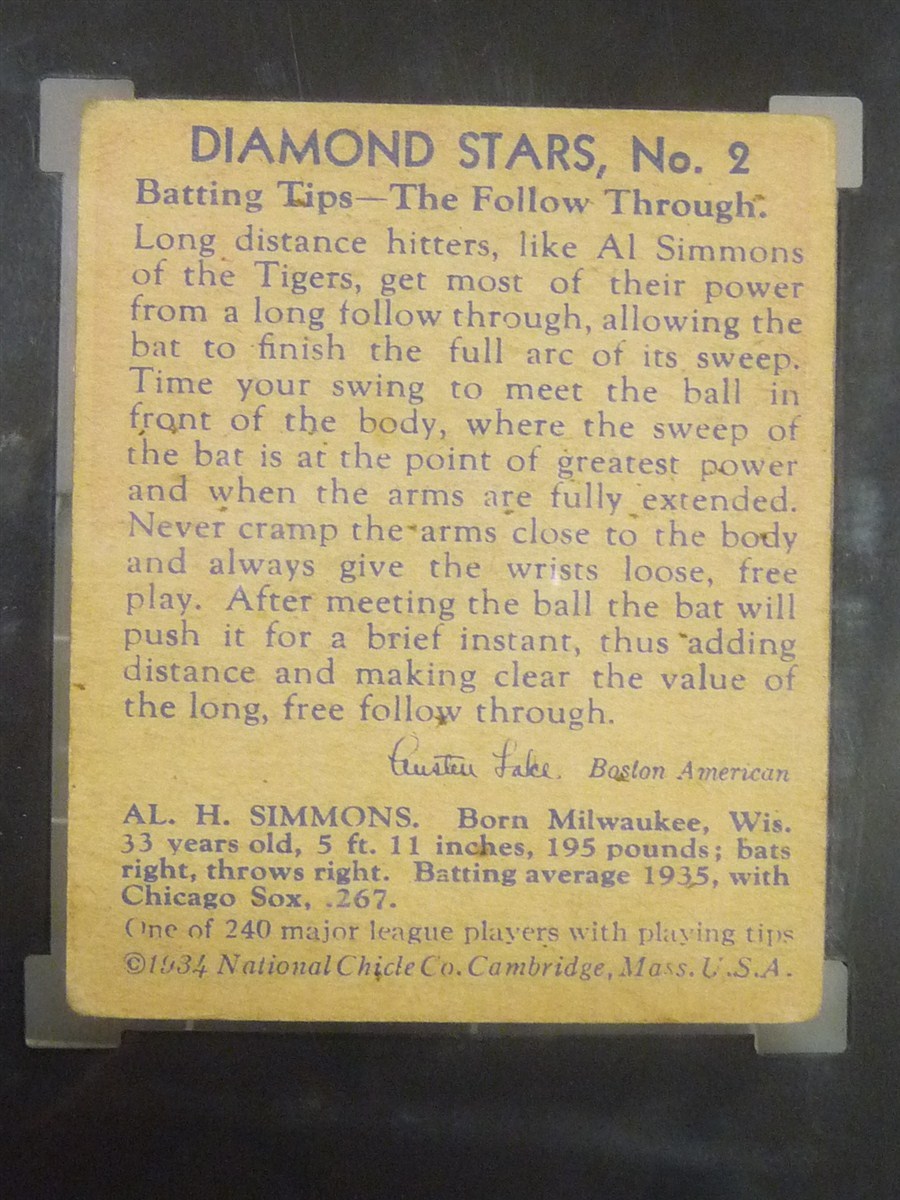 DIAMOND STARS, No. 2
Batting Tips—The Follow Through.
Long distance hitters, like Al Simmons
of the Tigers, get most of their power
from a long follow through, allowing the
bat to finish the full arc of its sweep.
Time your swing to meet the ball in
front of the body, where the sweep of
the bat is at the point of greatest power
and when the arms are fully extended.
Never cramp the arms close to the body
and always give the wrists loose, free
play. After meeting the ball the bat will
push it for a brief instant, thus adding
distance and making clear the value of
the long, free follow through.
Austen Lake. Boston American
AL. H. SIMMONS. Born Milwaukee, Wis.
33 years old, 5 ft. 11 inches, 195 pounds; bats
right, throws right. Batting average 1935, with
Chicago Sox, .267.
One of 240 major league players with playing tips
©1934 National Chicle Co. Cambridge, Mass. U.S.A.